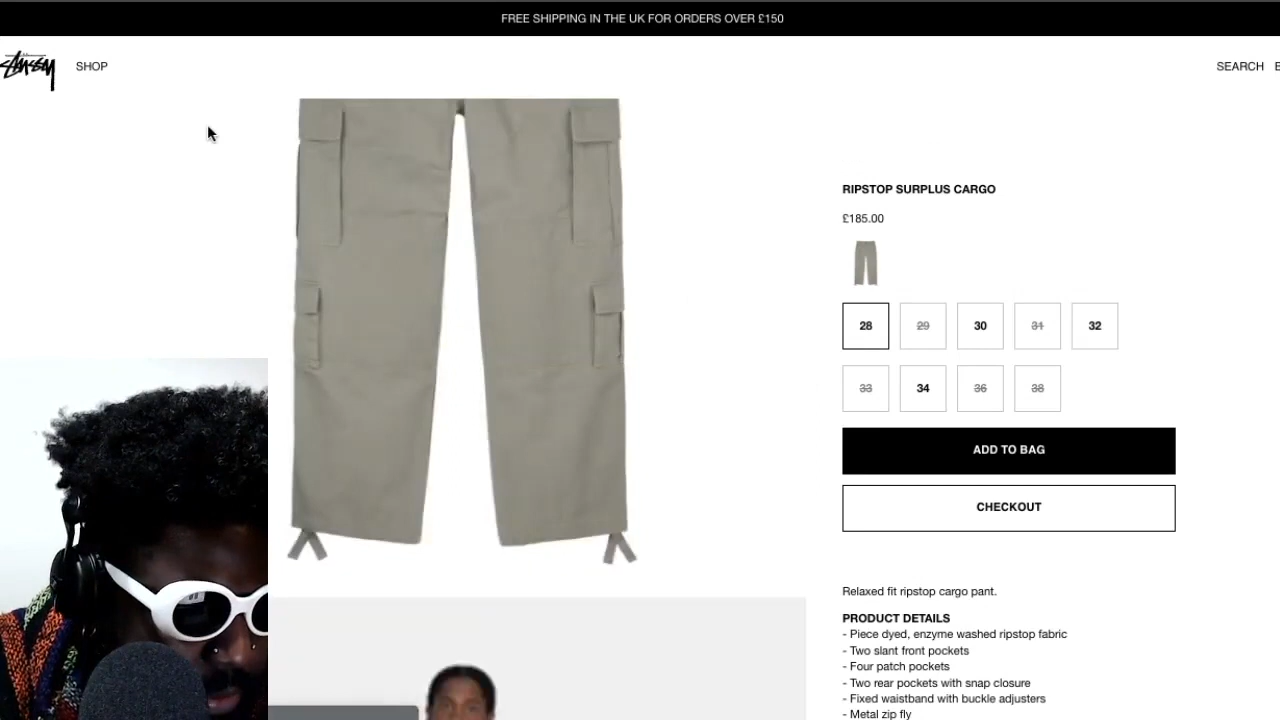 FREE SHIPPING IN THE UK FOR ORDERS OVER £150
Stüssy
SHOP
SEARCH
RIPSTOP SURPLUS CARGO
£185.00
28 29 30 31 32
33 34 36 38
ADD TO BAG
CHECKOUT
Relaxed fit ripstop cargo pant.
PRODUCT DETAILS
- Piece dyed, enzyme washed ripstop fabric
- Two slant front pockets
- Four patch pockets
- Two rear pockets with snap closure
- Fixed waistband with buckle adjusters
- Metal zip fly